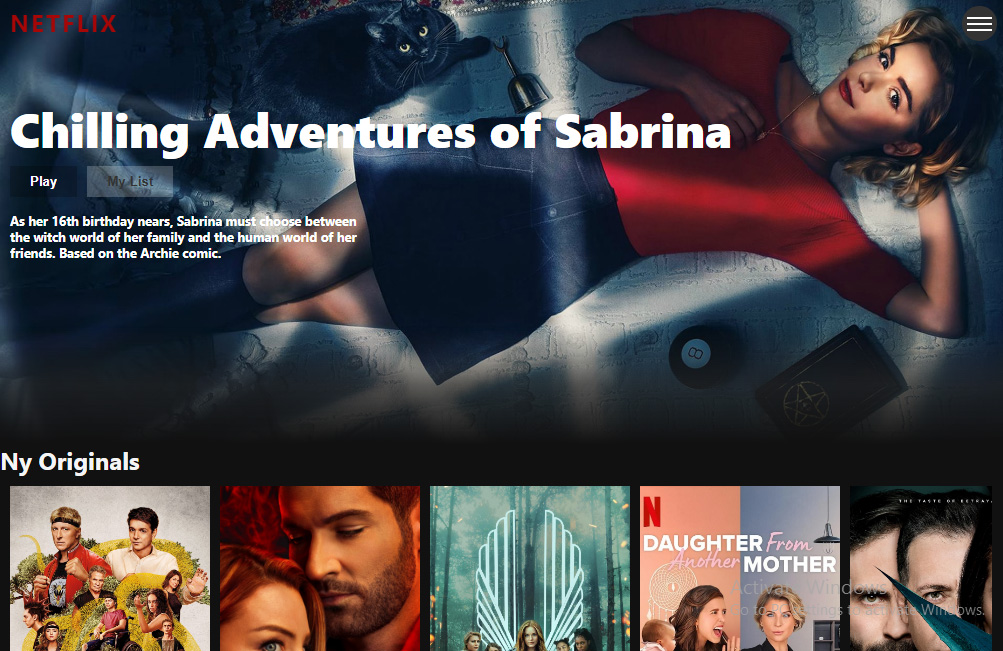 NETFLIX
Chilling Adventures of Sabrina
Play
My List
As her 16th birthday nears, Sabrina must choose between
the witch world of her family and the human world of her
friends. Based on the Archie comic.
Ny Originals
THE TASTE OF
N
DAUGHTER From
Another MOTHER
Activate Windows
Go to Settings to activate Windows.